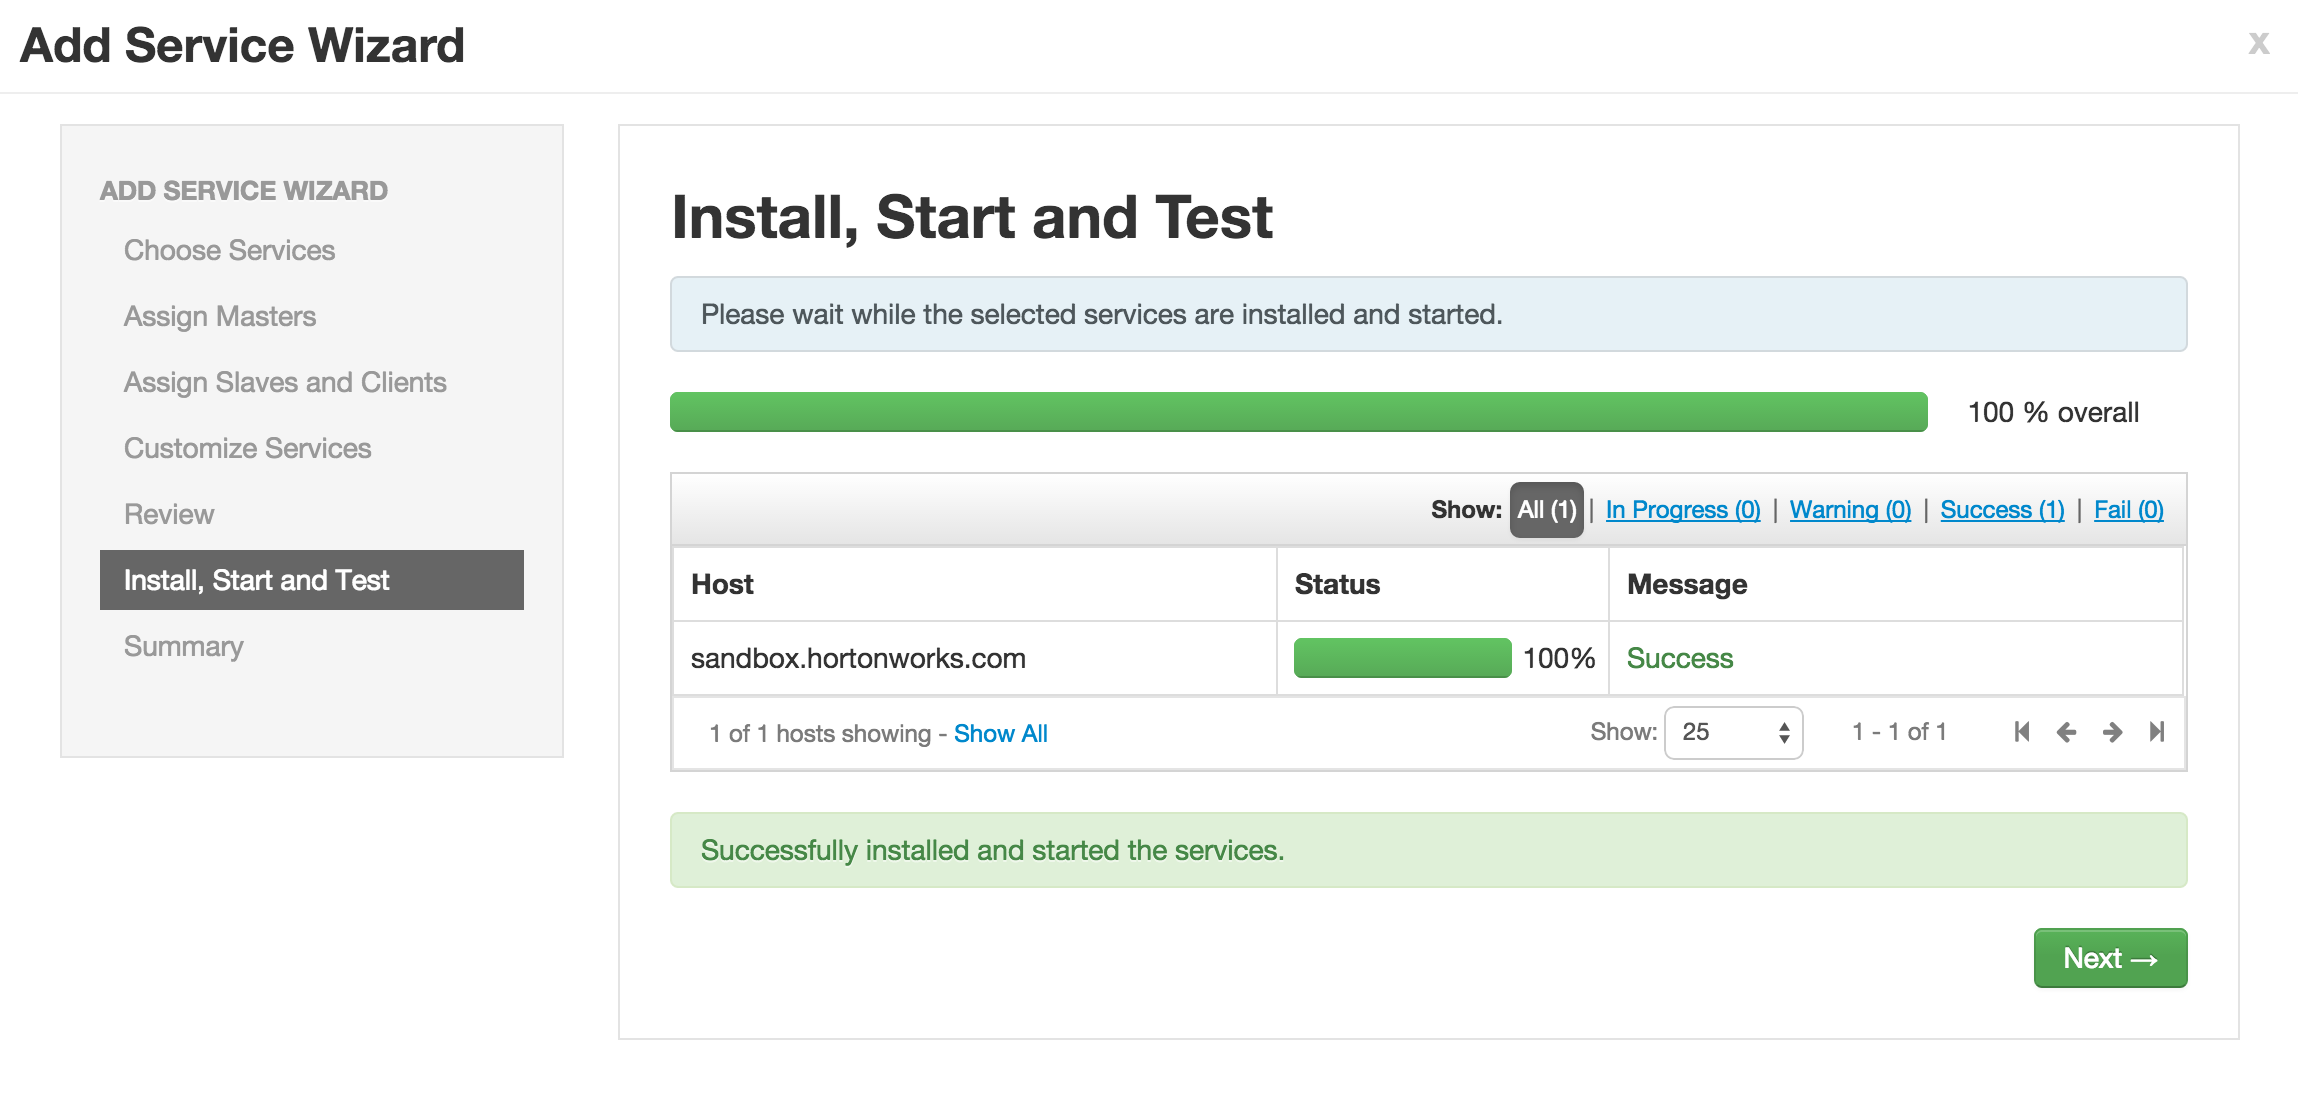 Add Service Wizard
x
ADD SERVICE WIZARD
Choose Services
Assign Masters
Assign Slaves and Clients
Customize Services
Review
Install, Start and Test
Summary
Install, Start and Test
Please wait while the selected services are installed and started.
100 % overall
Show: All (1) | In Progress (0) | Warning (0) | Success (1) | Fail (0)
Host Status Message
sandbox.hortonworks.com 100% Success
1 of 1 hosts showing - Show All Show: 25 1 - 1 of 1
Successfully installed and started the services.
Next →